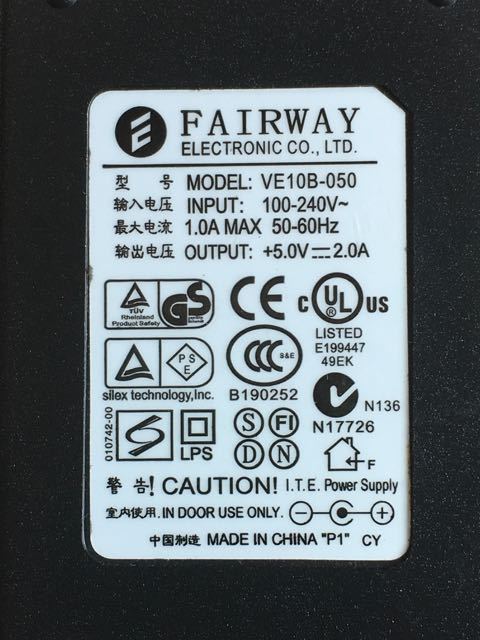 FAIRWAY
ELECTRONIC CO., LTD.
型 号 MODEL: VE10B-050
输入电压 INPUT: 100-240V~
最大电流 1.0A MAX 50-60Hz
输出电压 OUTPUT: +5.0V⎓2.0A
TÜV
Rheinland
Product Safety
GS
geprüfte
Sicherheit
CE
C UL US
LISTED
E199447
49EK
PSE
silex technology,Inc.
CCC S&E
B190252
N136
N17726
010742-00
S
LPS
S FI
D N
F
警 告! CAUTION! I.T.E. Power Supply
室内使用. IN DOOR USE ONLY.
中国制造 MADE IN CHINA "P1" CY